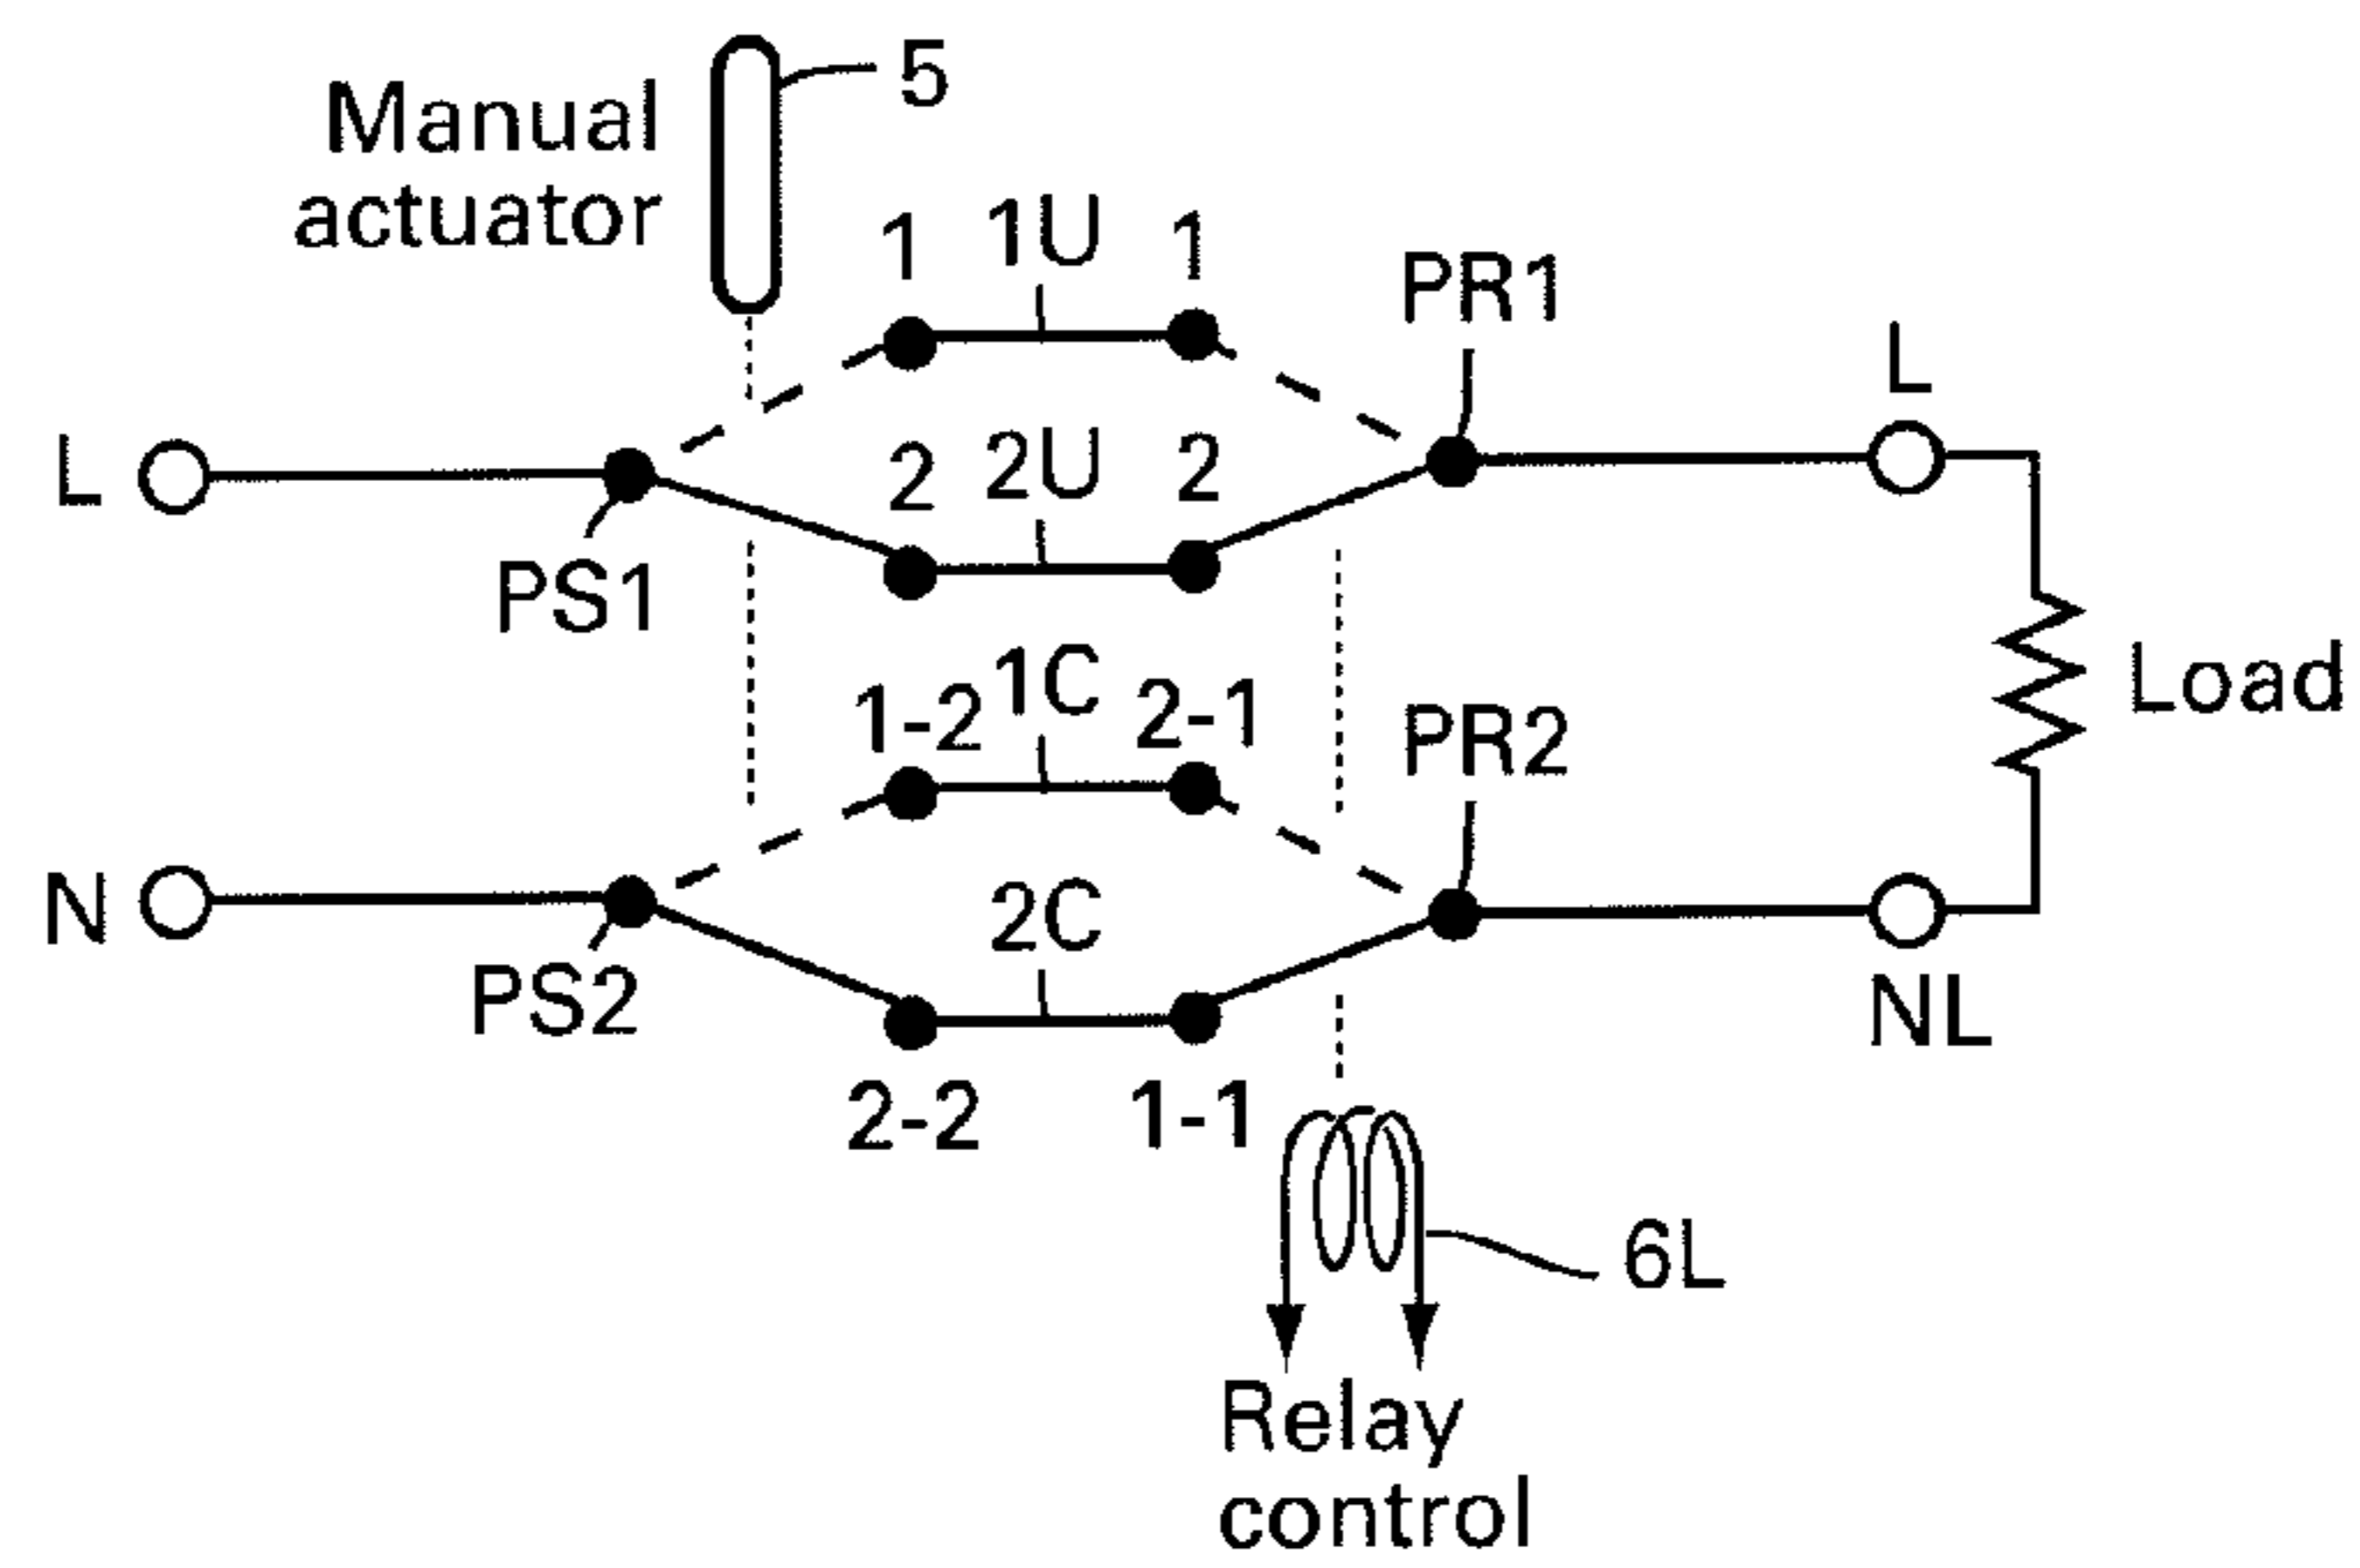 Manual
actuator
5
1 1U 1
PR1
L
L
2 2U 2
PS1
1C
1-2 2-1
PR2
Load
N
2C
PS2
NL
2-2 1-1
6L
Relay
control